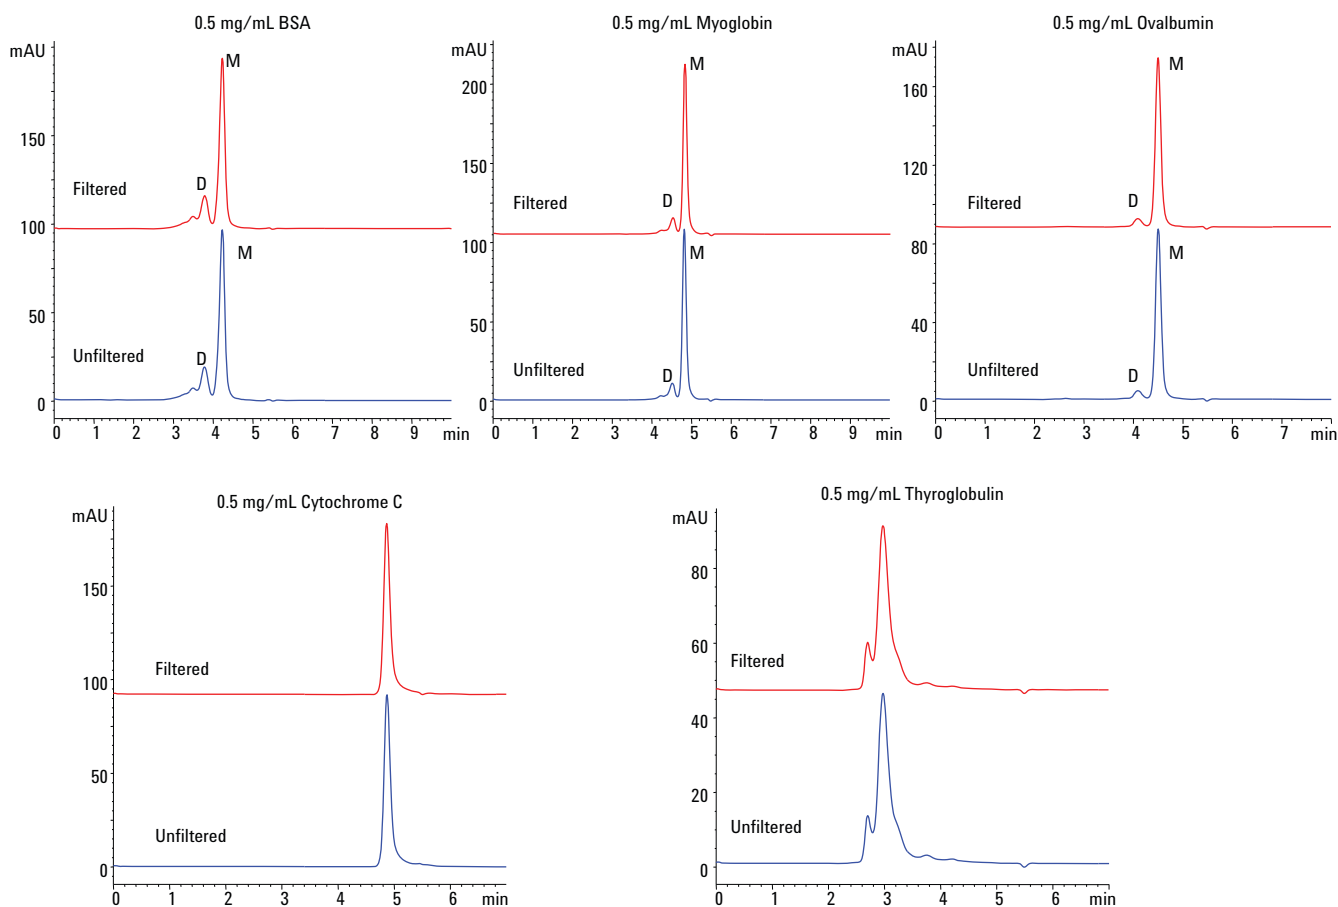 0.5 mg/mL BSA
mAU
M
150
D
Filtered
100
M
50
Unfiltered
D
0
0 1 2 3 4 5 6 7 8 9 min
0.5 mg/mL Myoglobin
mAU
M
200
150
D
Filtered
100
M
50
Unfiltered
D
0
0 1 2 3 4 5 6 7 8 9 min
0.5 mg/mL Ovalbumin
mAU
M
160
120
Filtered
D
80
M
40
Unfiltered
D
0
0 1 2 3 4 5 6 7 min
0.5 mg/mL Cytochrome C
mAU
150
Filtered
100
50
Unfiltered
0
0 1 2 3 4 5 6 min
0.5 mg/mL Thyroglobulin
mAU
80
60
Filtered
40
20
Unfiltered
0
0 1 2 3 4 5 6 min